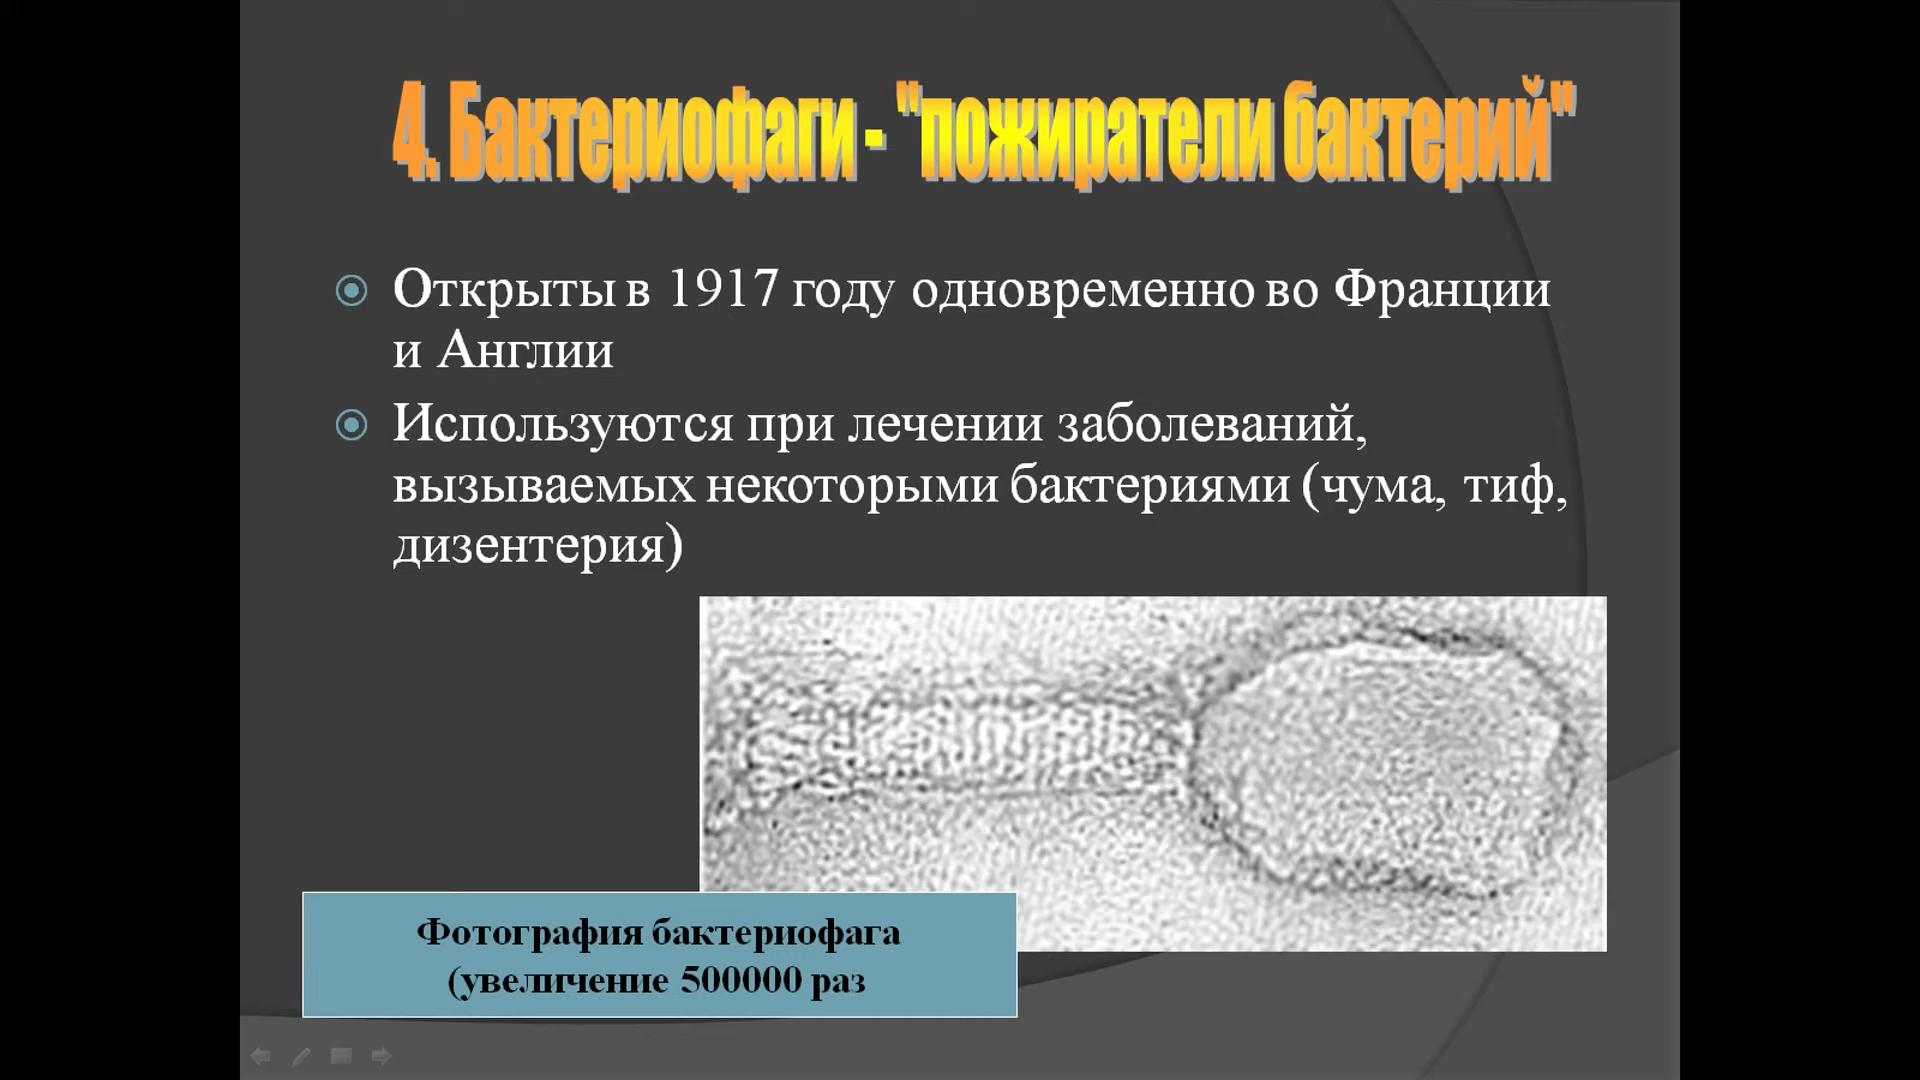 4. Бактериофаги - "пожиратели бактерий"
Открыты в 1917 году одновременно во Франции
и Англии
Используются при лечении заболеваний,
вызываемых некоторыми бактериями (чума, тиф,
дизентерия)
Фотография бактериофага
(увеличение 500000 раз